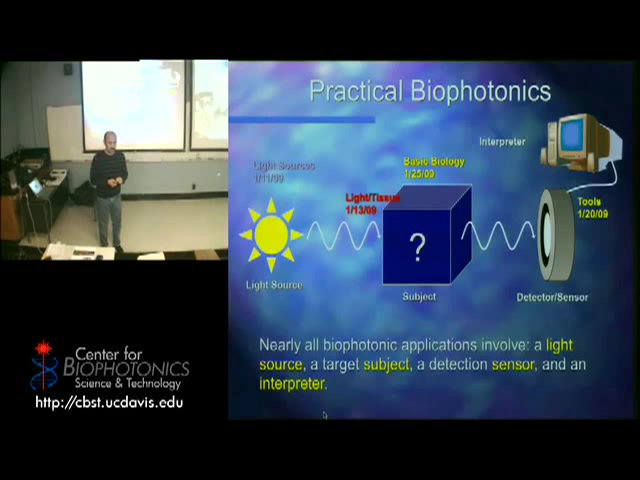 Practical Biophotonics
Interpreter
Basic Biology
1/25/09
Light Sources
1/11/09
Light/Tissue
1/13/09
Tools
1/20/09
?
Light Source
Subject
Detector/Sensor
Nearly all biophotonic applications involve: a light
source, a target subject, a detection sensor, and an
interpreter.
Center for
BIOPHOTONICS
Science & Technology
http://cbst.ucdavis.edu